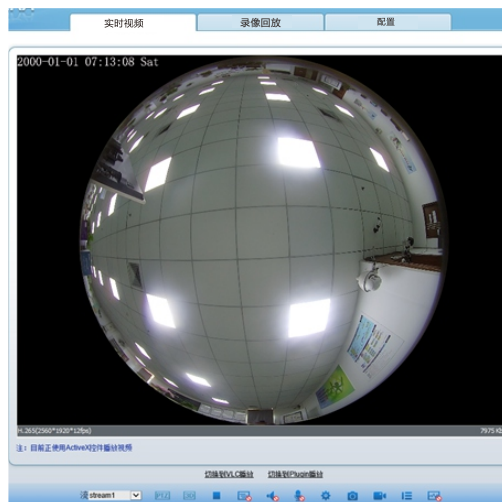 实时视频 录像回放 配置
2000-01-01 07:13:08 Sat
H.265(2560*1920*12fps)
注：目前正使用ActiveX控件播放视频
切换到VLC播放 切换到Plugin播放
stream1